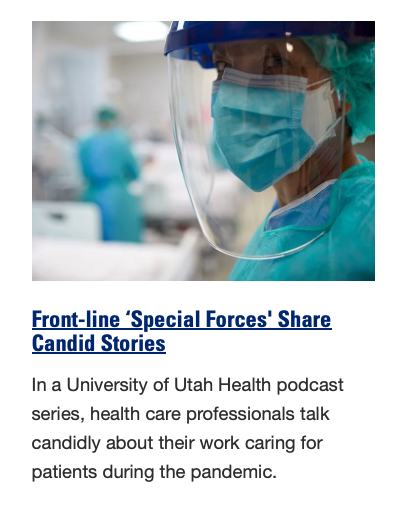 Front-line ‘Special Forces' Share
Candid Stories
In a University of Utah Health podcast
series, health care professionals talk
candidly about their work caring for
patients during the pandemic.